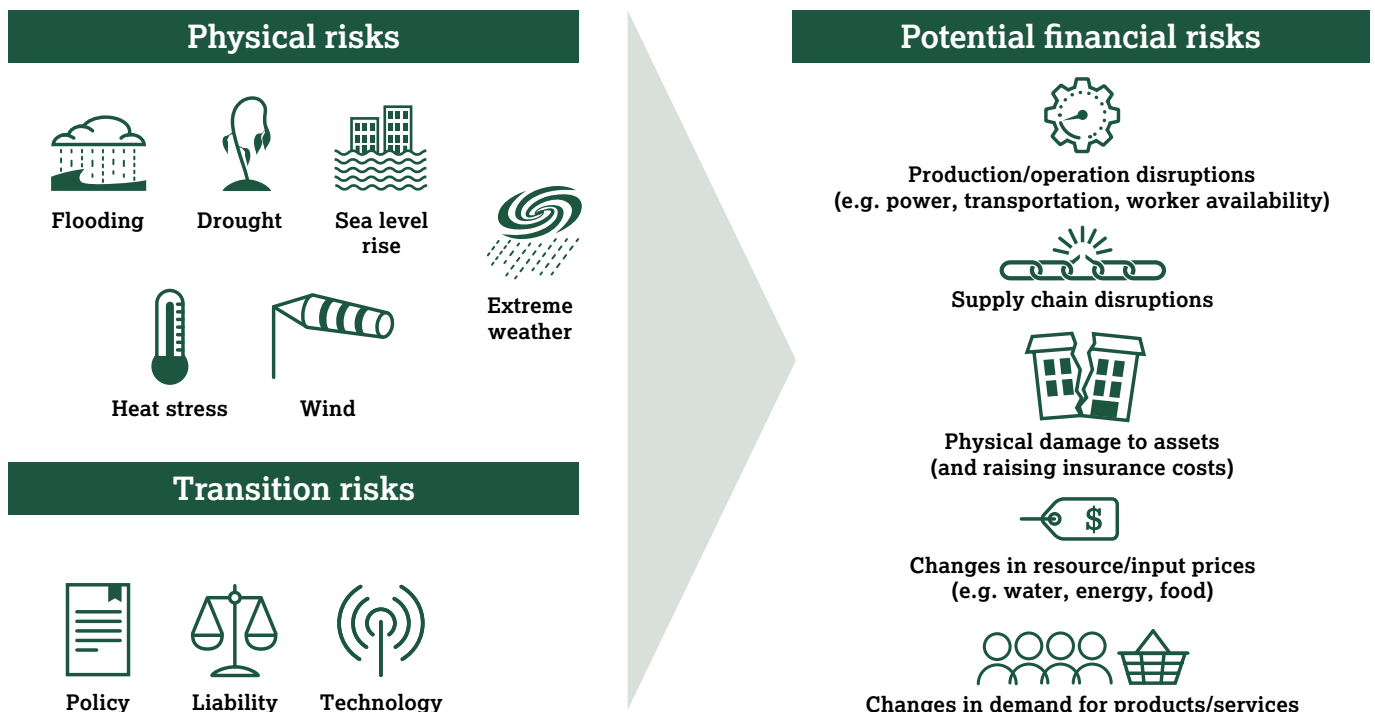 Physical risks
Flooding
Drought
Sea level
rise
Extreme
weather
Heat stress
Wind
Transition risks
Policy
Liability
Technology
Potential financial risks
Production/operation disruptions
(e.g. power, transportation, worker availability)
Supply chain disruptions
Physical damage to assets
(and raising insurance costs)
$
Changes in resource/input prices
(e.g. water, energy, food)
Changes in demand for products/services